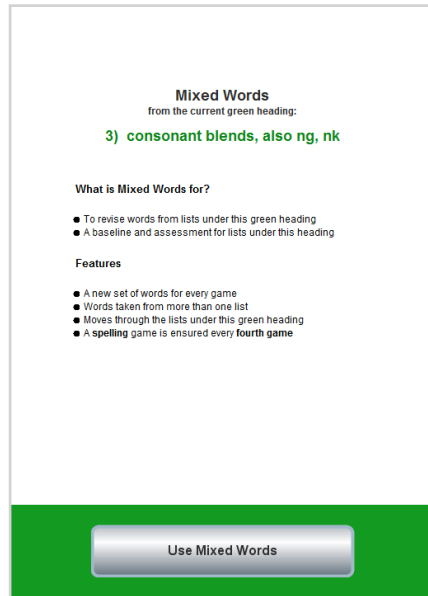 Mixed Words
from the current green heading:
3) consonant blends, also ng, nk
What is Mixed Words for?
● To revise words from lists under this green heading
● A baseline and assessment for lists under this heading
Features
● A new set of words for every game
● Words taken from more than one list
● Moves through the lists under this green heading
● A spelling game is ensured every fourth game
Use Mixed Words